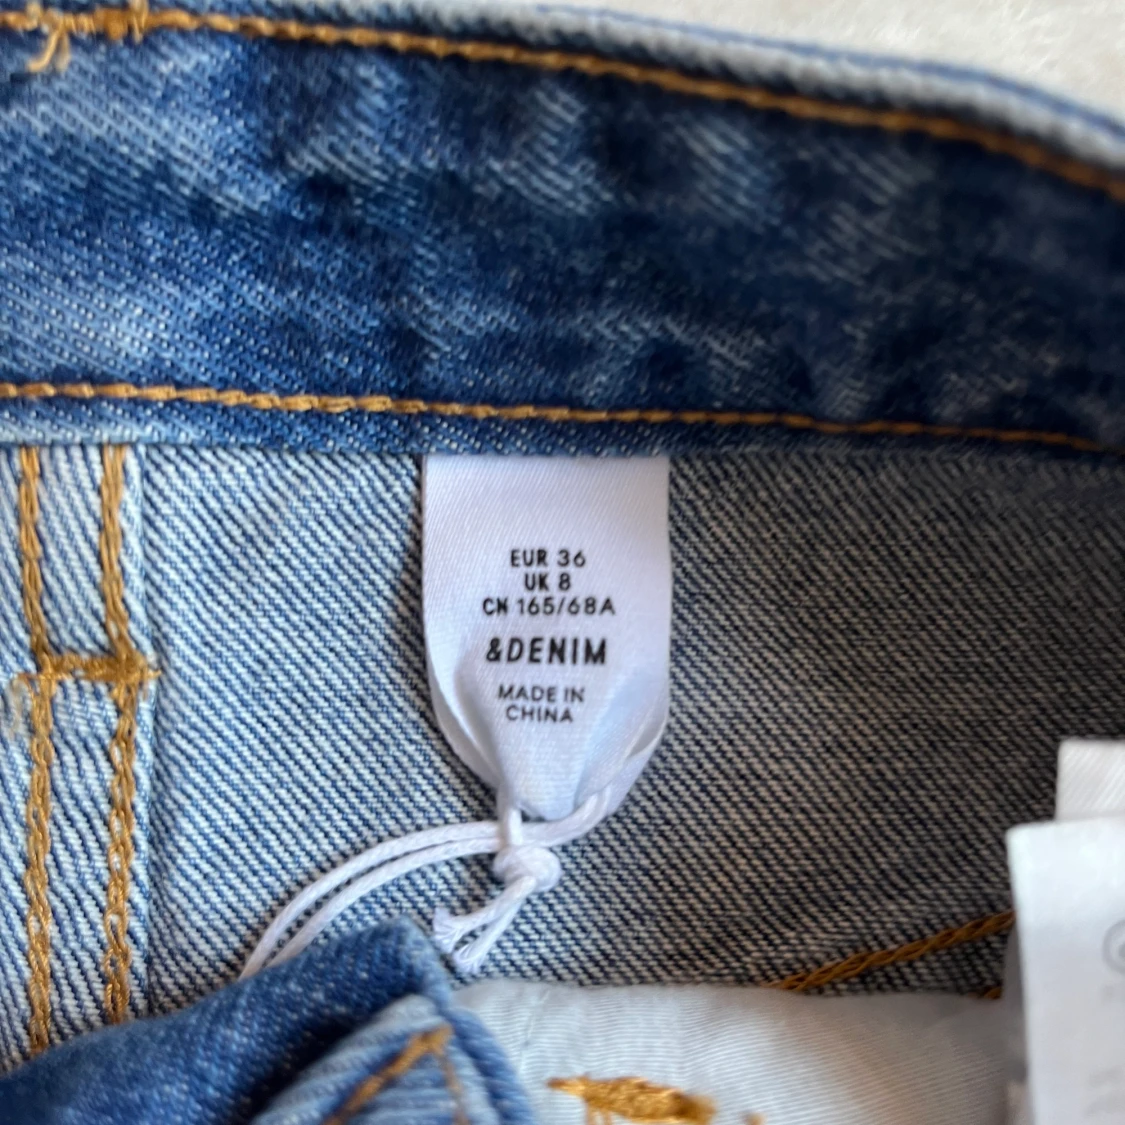 EUR 36
UK 8
CN 165/68A
&DENIM
MADE IN
CHINA